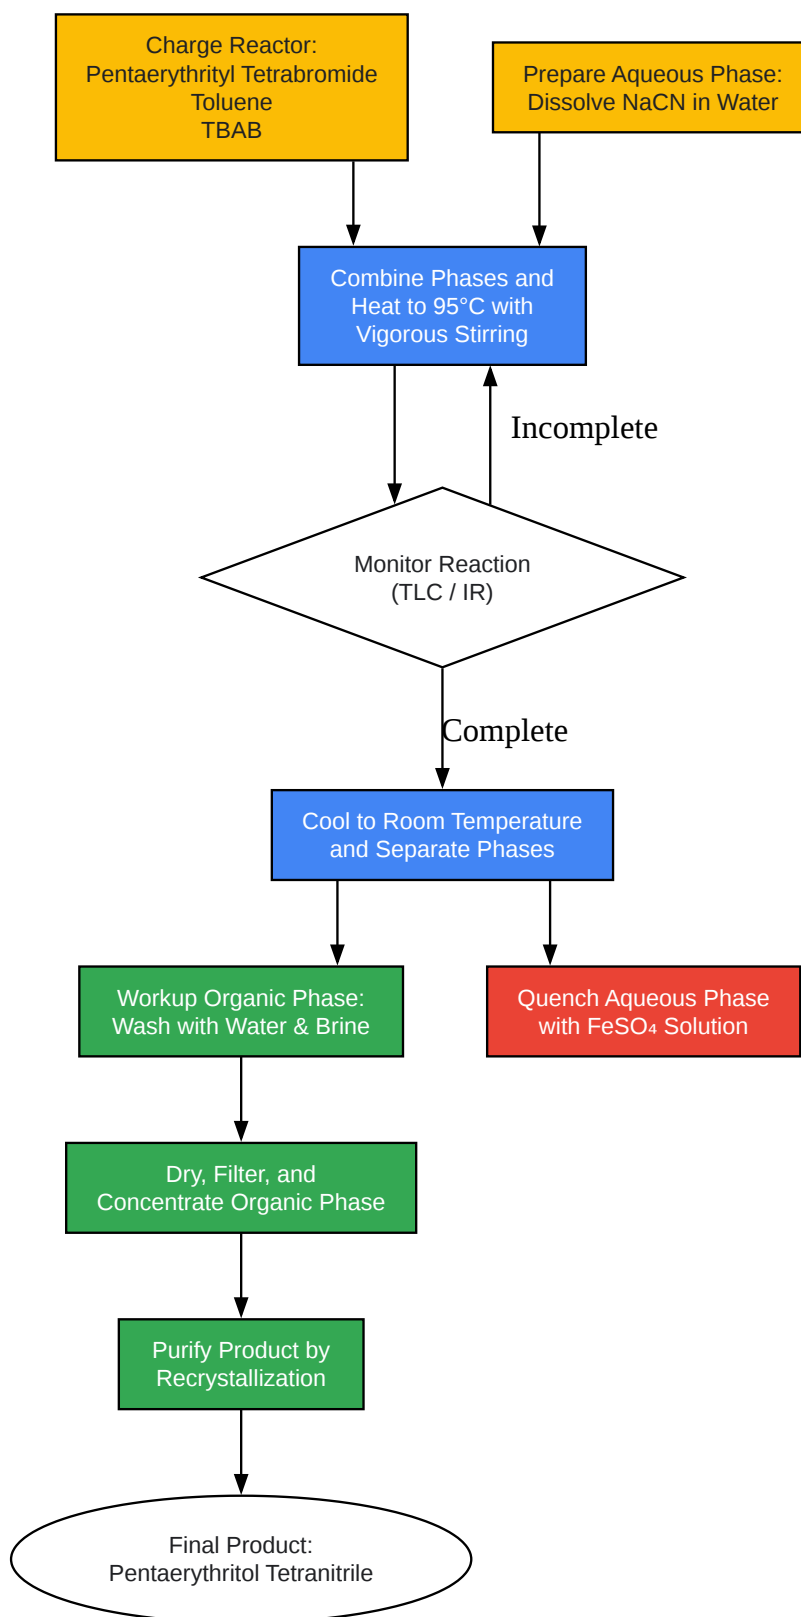 Charge Reactor:
Pentaerythrityl Tetrabromide
Toluene
TBAB
Prepare Aqueous Phase:
Dissolve NaCN in Water
Combine Phases and
Heat to 95°C with
Vigorous Stirring
Incomplete
Monitor Reaction
(TLC / IR)
Complete
Cool to Room Temperature
and Separate Phases
Workup Organic Phase:
Wash with Water & Brine
Quench Aqueous Phase
with FeSO₄ Solution
Dry, Filter, and
Concentrate Organic Phase
Purify Product by
Recrystallization
Final Product:
Pentaerythritol Tetranitrile